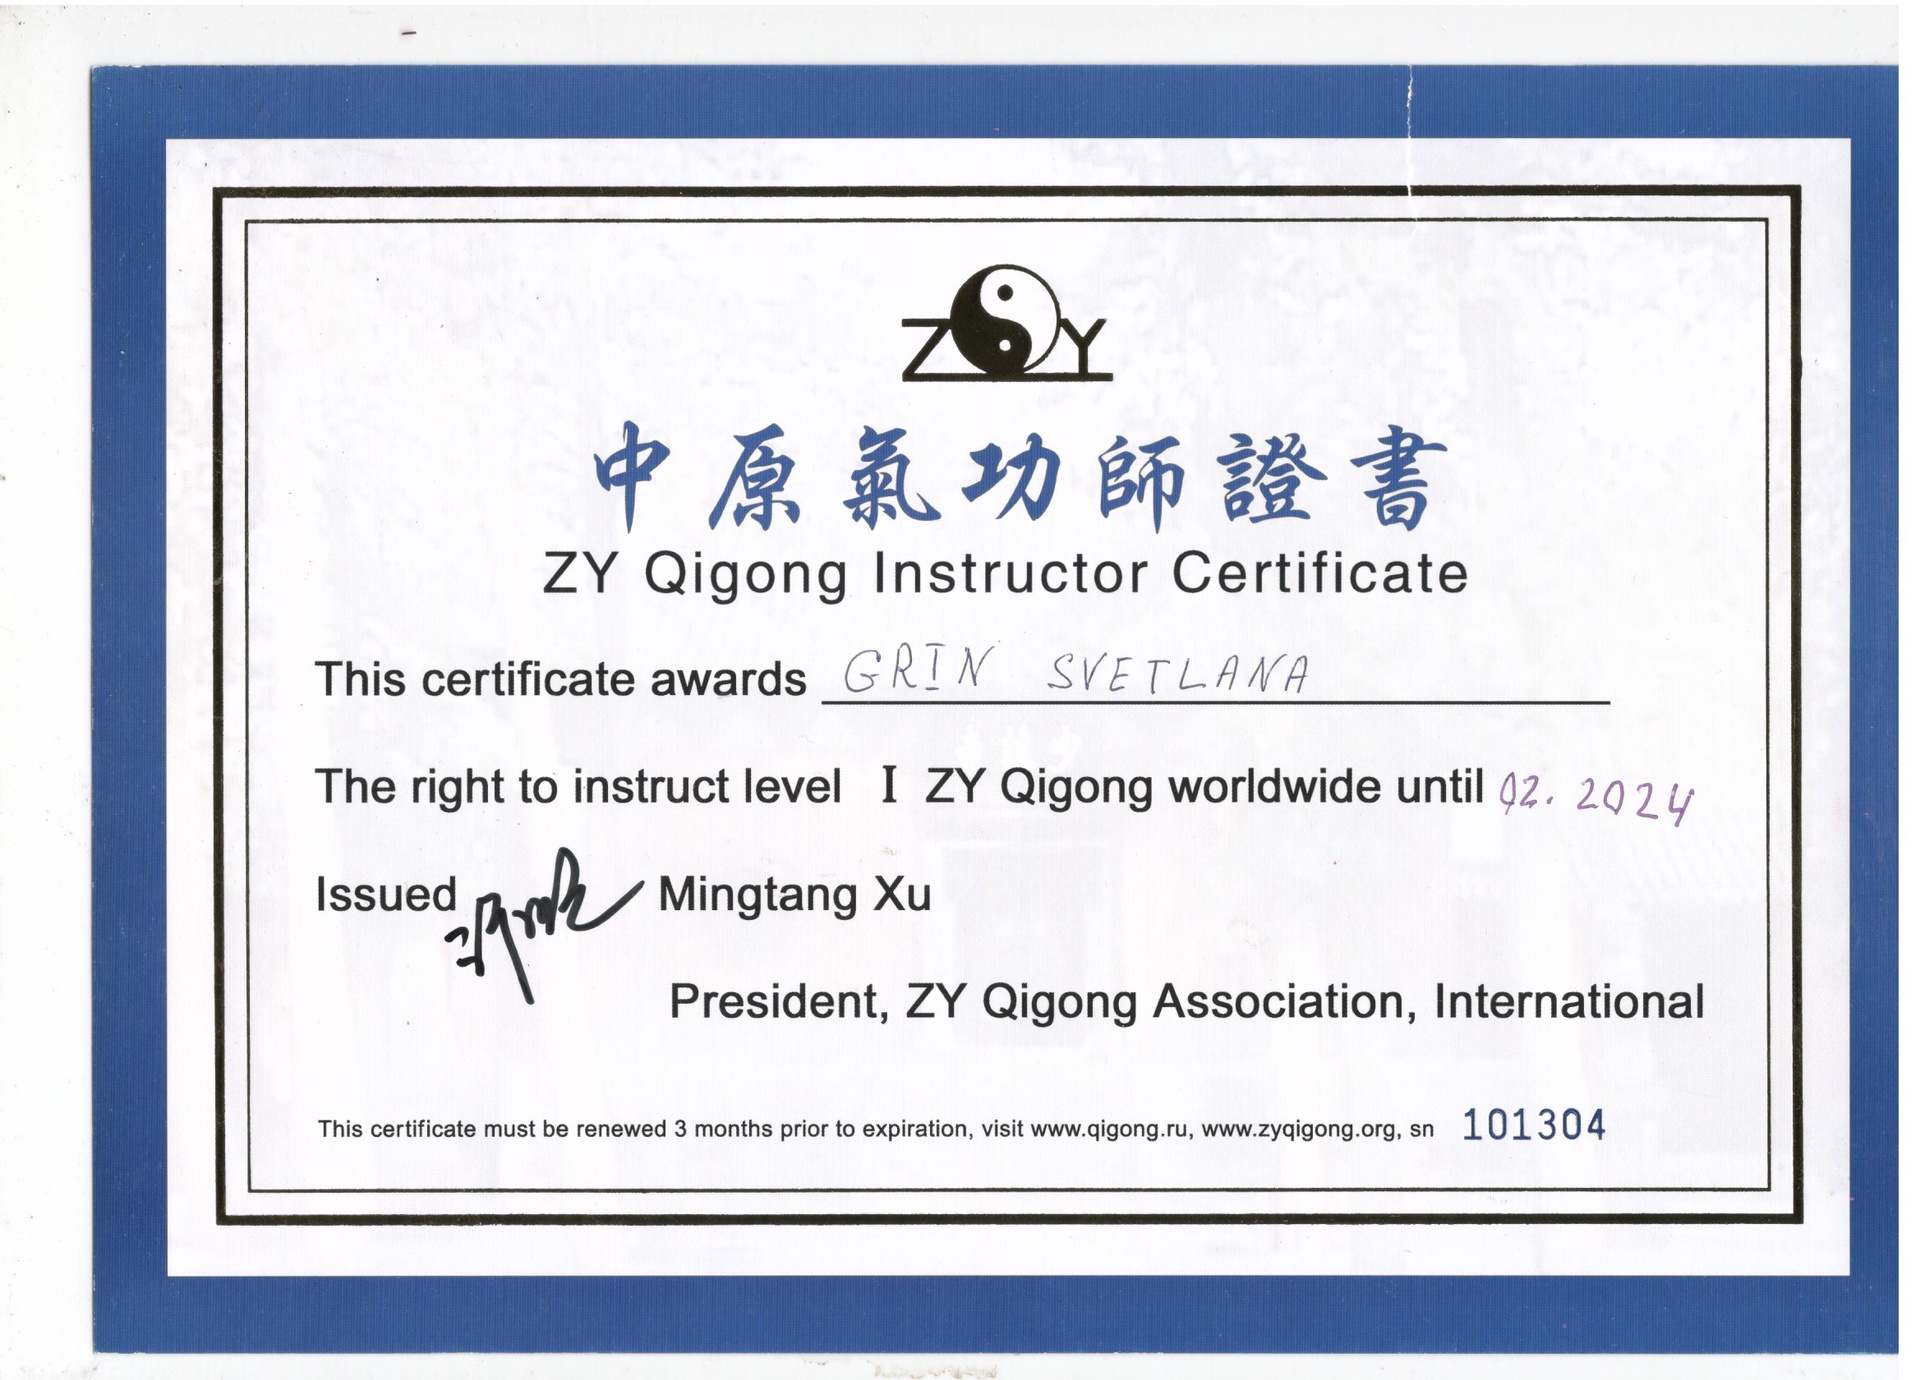 ZY
中原氣功師證書
ZY Qigong Instructor Certificate
This certificate awards GRIN SVETLANA
The right to instruct level I ZY Qigong worldwide until 02. 2024
Issued Mingtang Xu
President, ZY Qigong Association, International
This certificate must be renewed 3 months prior to expiration, visit www.qigong.ru, www.zyqigong.org, sn 101304